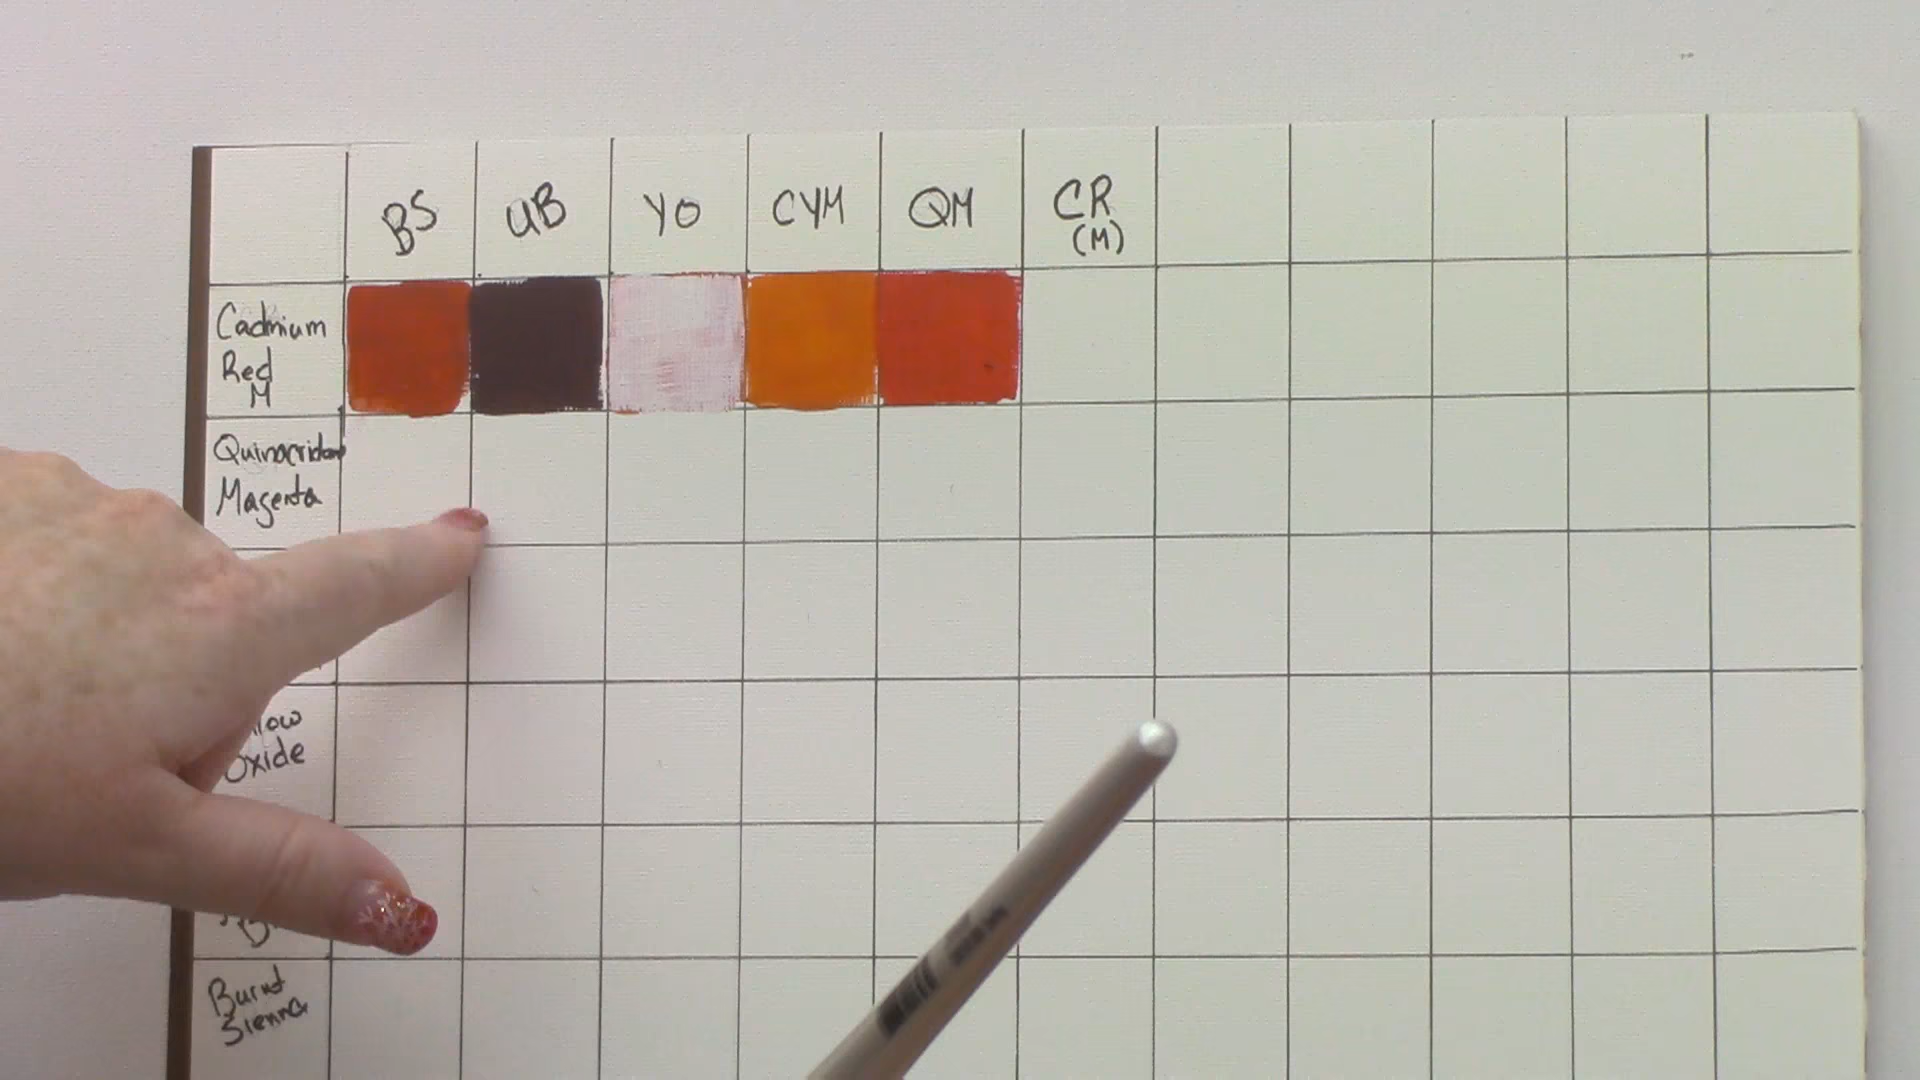 BS UB YO CYM QM CR
(M)
Cadmium
Red
M
Quinacridone
Magenta
Oxide
Burnt
Sienna